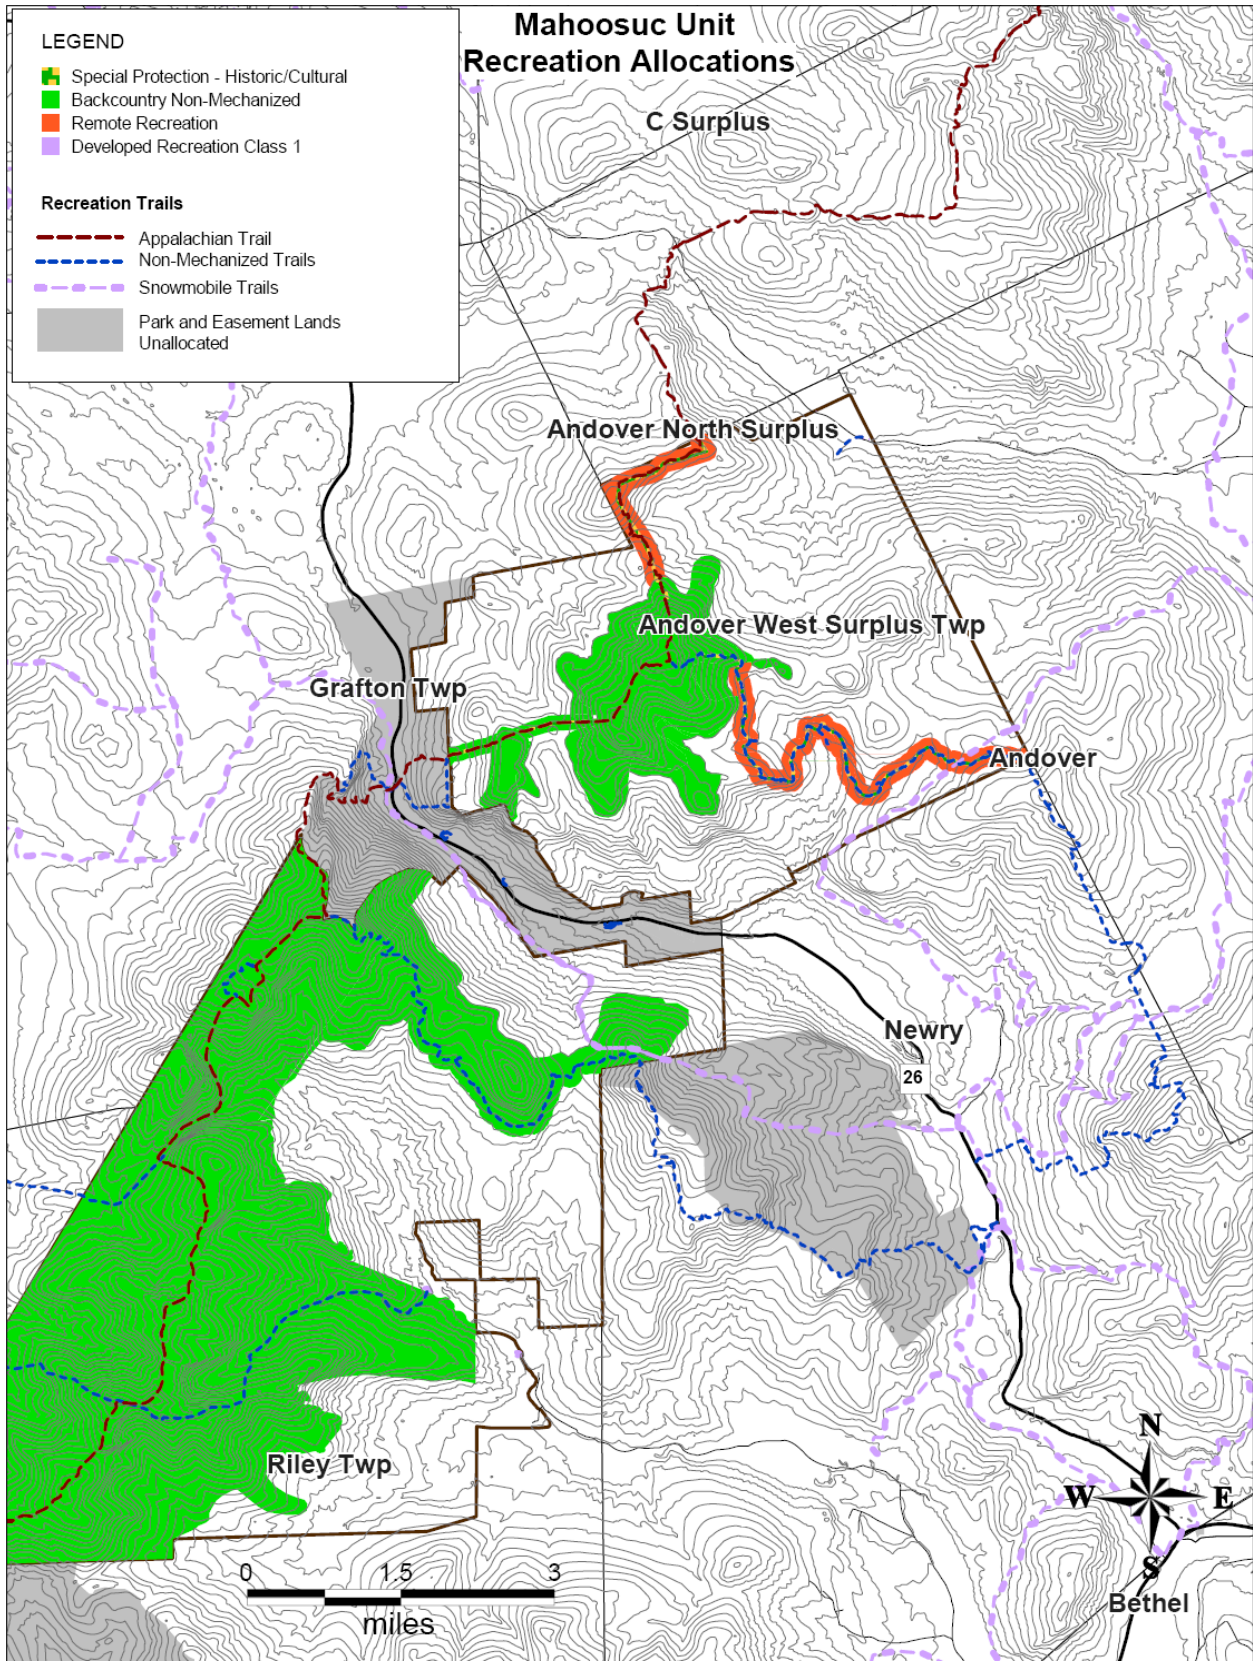 Mahoosuc Unit
Recreation Allocations
LEGEND
Special Protection - Historic/Cultural
Backcountry Non-Mechanized
Remote Recreation
Developed Recreation Class 1
Recreation Trails
Appalachian Trail
Non-Mechanized Trails
Snowmobile Trails
Park and Easement Lands
Unallocated
C Surplus
Andover North Surplus
Andover West Surplus Twp
Grafton Twp
Andover
Newry
26
Riley Twp
N
W E
S
Bethel
0 1.5 3
miles